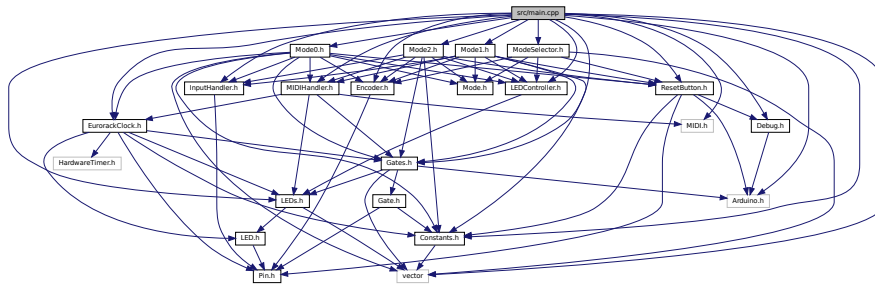 src/main.cpp
Mode0.h
Mode2.h
Mode1.h
ModeSelector.h
InputHandler.h
MIDIHandler.h
Encoder.h
Mode.h
LEDController.h
ResetButton.h
EurorackClock.h
MIDI.h
Debug.h
HardwareTimer.h
Gates.h
LEDs.h
Gate.h
Arduino.h
LED.h
Constants.h
Pin.h
vector